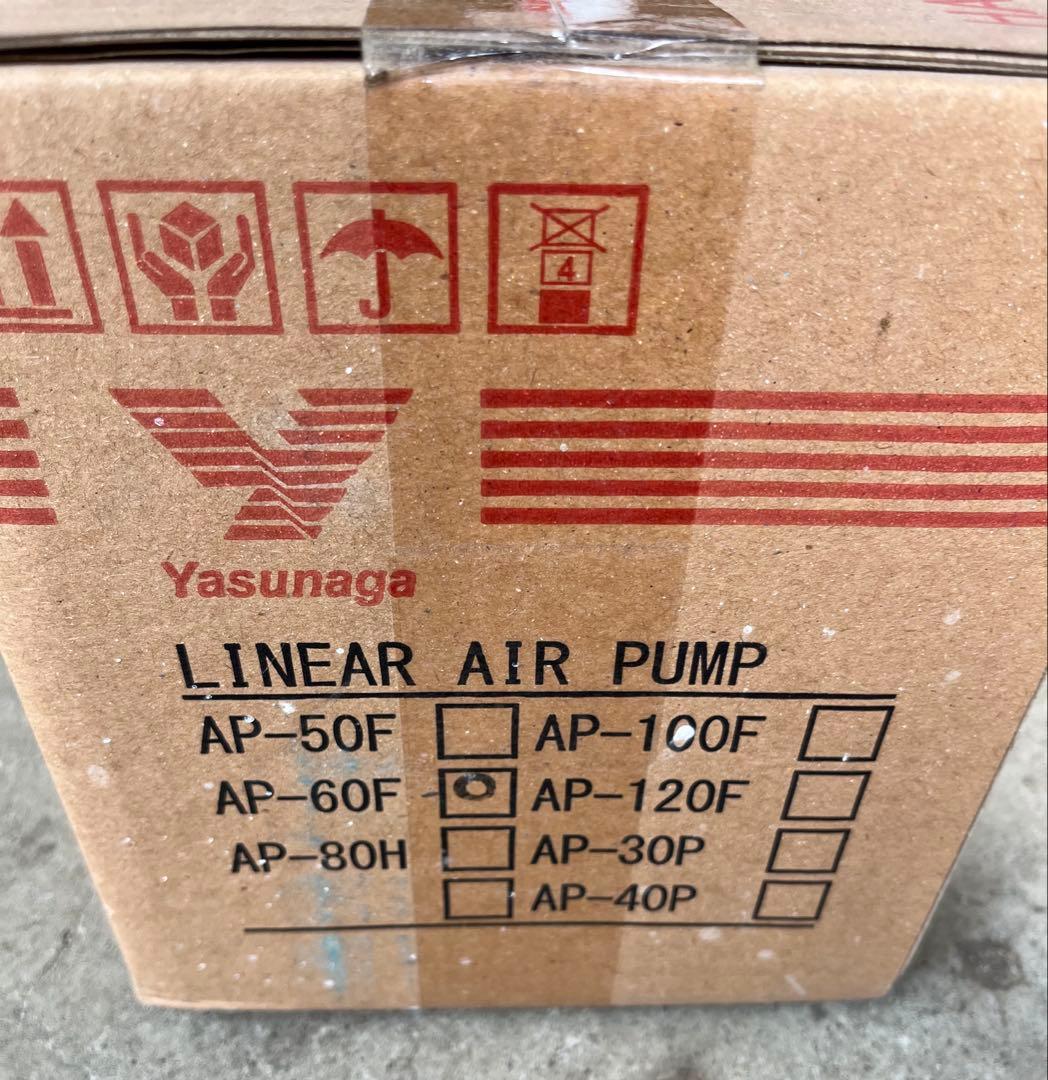 4
Yasunaga
LINEAR AIR PUMP
AP-50F AP-100F
AP-60F AP-120F
AP-80H AP-30P
AP-40P